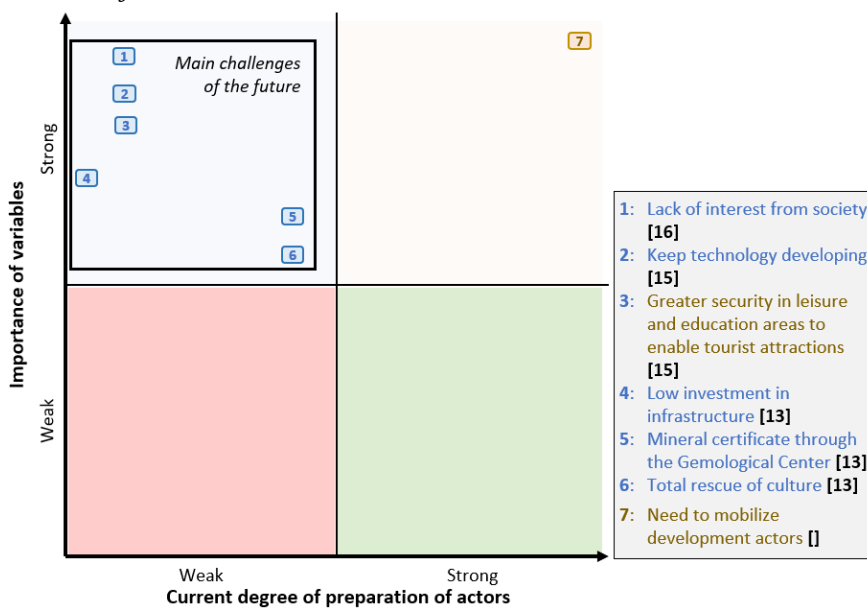 1
2
3
4
5
6
7
Main challenges
of the future
Importance of variables
Strong
Weak
Weak
Strong
Current degree of preparation of actors
1: Lack of interest from society
[16]
2: Keep technology developing
[15]
3: Greater security in leisure
and education areas to
enable tourist attractions
[15]
4: Low investment in
infrastructure [13]
5: Mineral certificate through
the Gemological Center [13]
6: Total rescue of culture [13]
7: Need to mobilize
development actors []